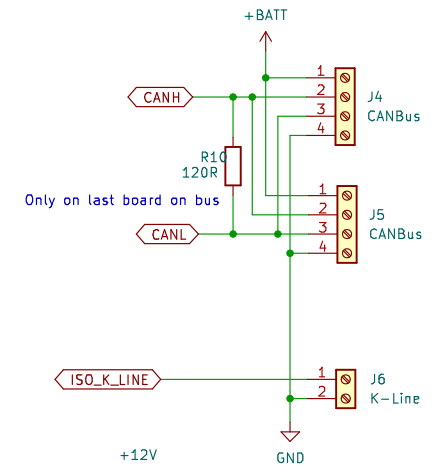 +BATT
1
2
3
4
J4
CANBus
CANH
R10
120R
Only on last board on bus
1
2
3
4
J5
CANBus
CANL
ISO_K_LINE
1
2
J6
K-Line
+12V
GND